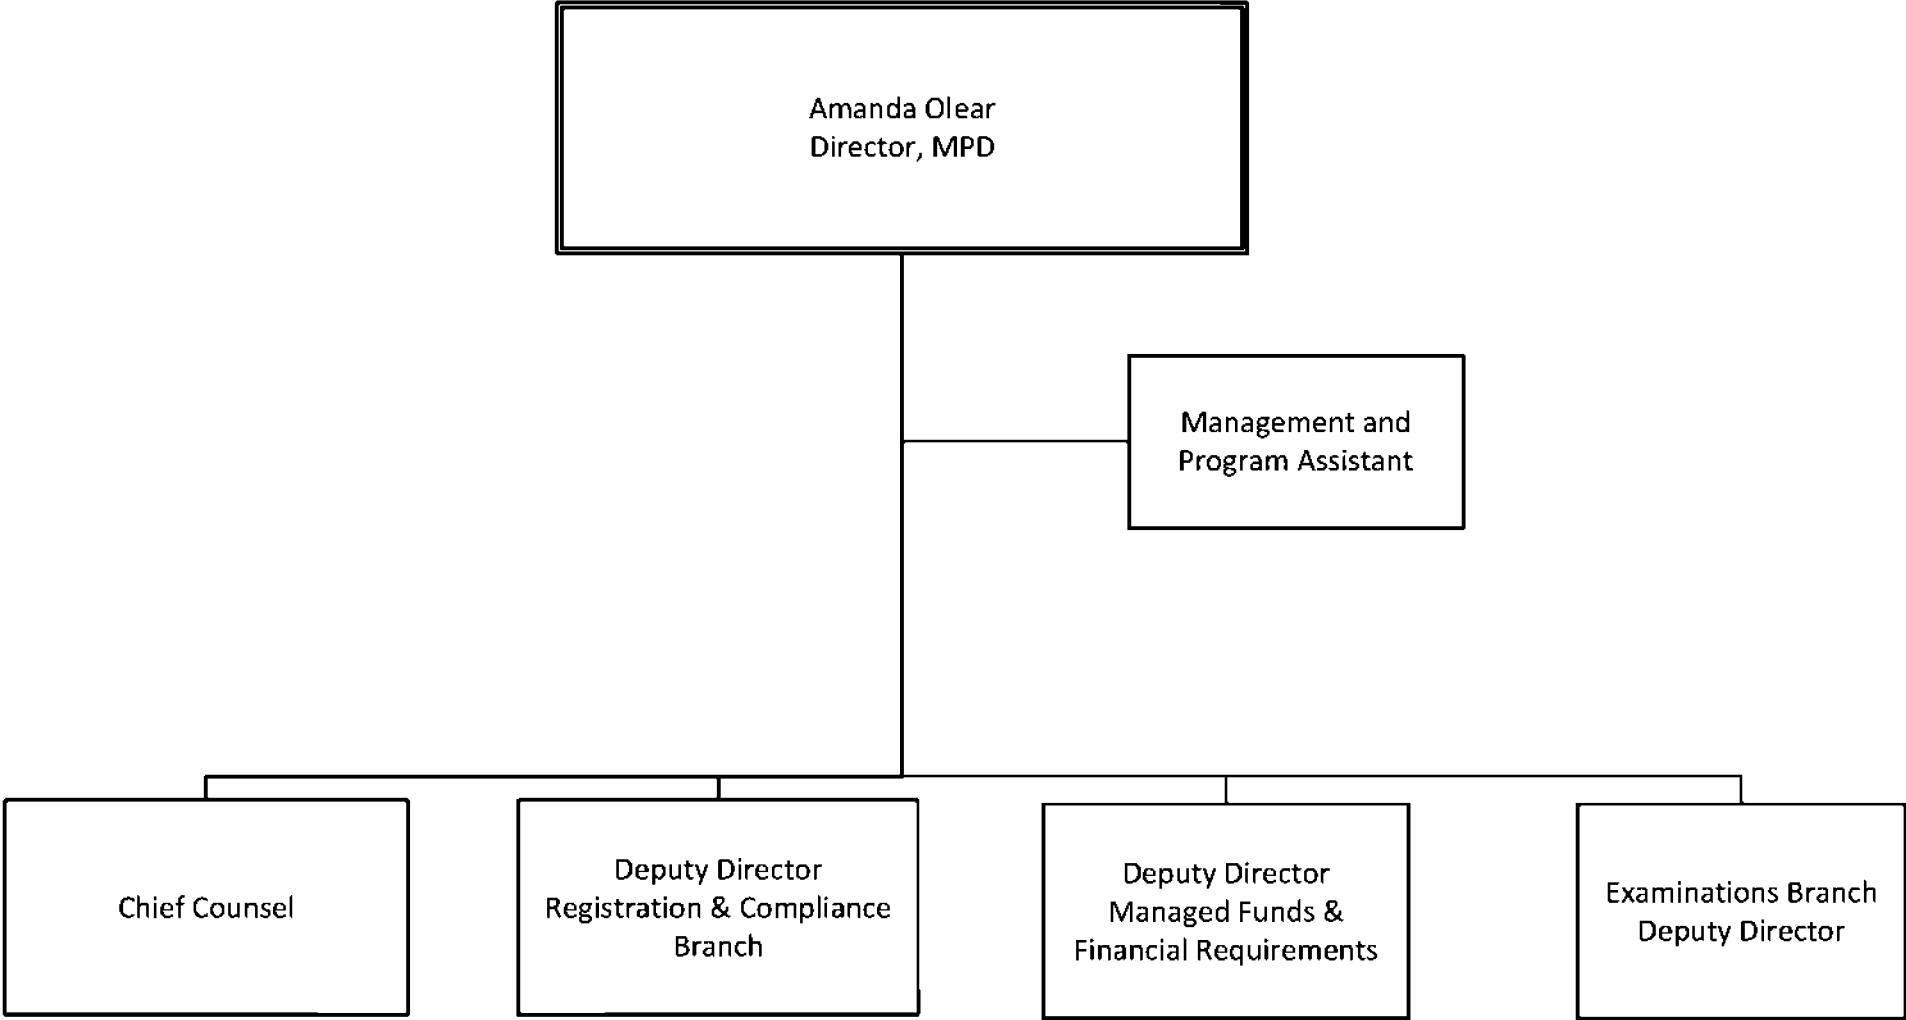 Amanda Olear
Director, MPD
Management and
Program Assistant
Chief Counsel
Deputy Director
Registration & Compliance
Branch
Deputy Director
Managed Funds &
Financial Requirements
Examinations Branch
Deputy Director